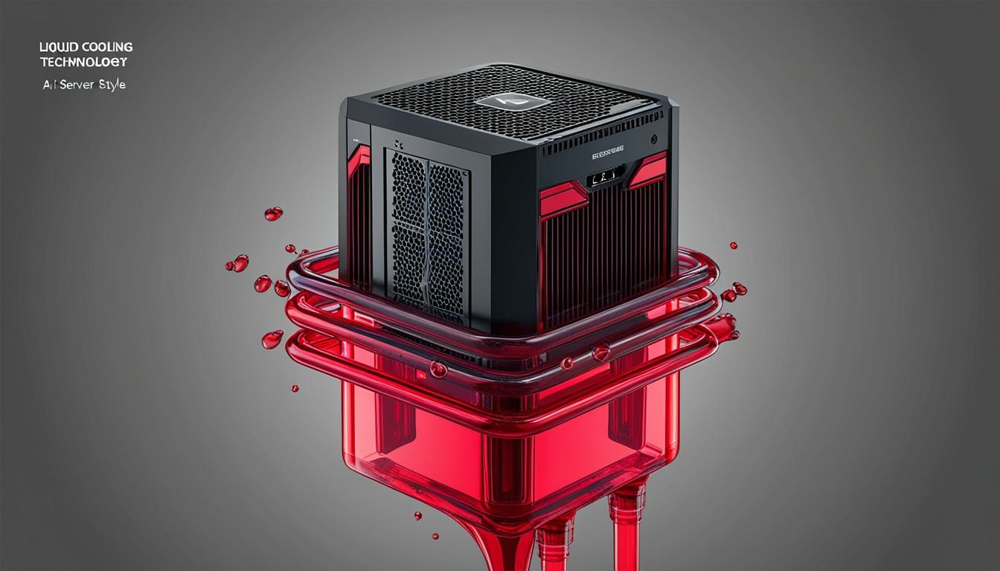 LIQUID COOLING
TECHNOLOGY
Ai Server Style